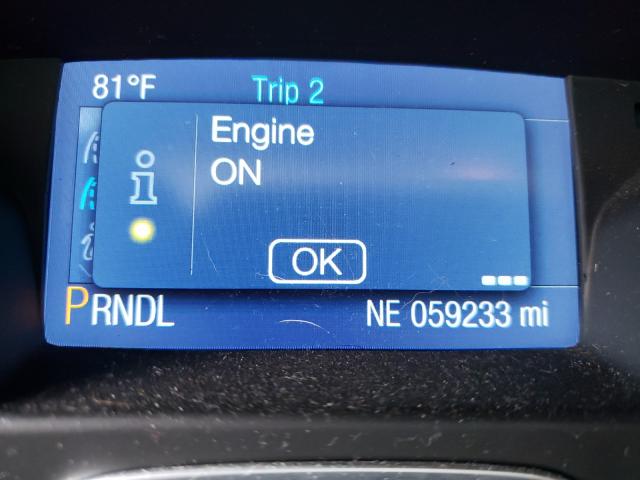 81°F Trip 2
Engine
ON
OK
PRNDL NE 059233 mi